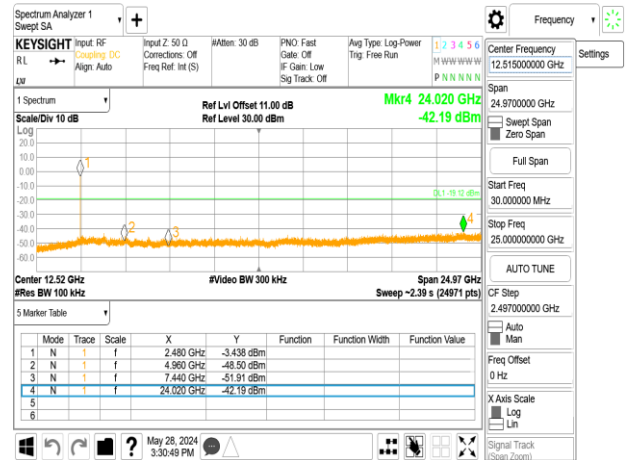 Spectrum Analyzer 1
Swept SA
+
Frequency
KEYSIGHT
RL
LXI
Input: RF
Coupling: DC
Align: Auto
Input Z: 50 Ω
Corrections: Off
Freq Ref: Int (S)
#Atten: 30 dB
PNO: Fast
Gate: Off
IF Gain: Low
Sig Track: Off
Avg Type: Log-Power
Trig: Free Run
1 2 3 4 5 6
M W W W W W
P N N N N N
Center Frequency
12.515000000 GHz
Settings
Span
24.9700000 GHz
Swept Span
Zero Span
Full Span
Start Freq
30.000000 MHz
Stop Freq
25.000000000 GHz
AUTO TUNE
CF Step
2.497000000 GHz
Auto
Man
Freq Offset
0 Hz
X Axis Scale
Log
Lin
Signal Track
(Span Zoom)
1 Spectrum
Scale/Div 10 dB
Ref Lvl Offset 11.00 dB
Ref Level 30.00 dBm
Mkr4 24.020 GHz
-42.19 dBm
Log
20.0
10.0
0.00
-10.0
-20.0
-30.0
-40.0
-50.0
-60.0
1
2
3
4
DL1 -19.12 dBm
Center 12.52 GHz
#Res BW 100 kHz
#Video BW 300 kHz
Span 24.97 GHz
Sweep ~2.39 s (24971 pts)
5 Marker Table
Mode Trace Scale X Y Function Function Width Function Value
1 N 1 f 2.480 GHz -3.438 dBm
2 N 1 f 4.960 GHz -48.50 dBm
3 N 1 f 7.440 GHz -51.91 dBm
4 N 1 f 24.020 GHz -42.19 dBm
5
6
?
May 28, 2024
3:30:49 PM